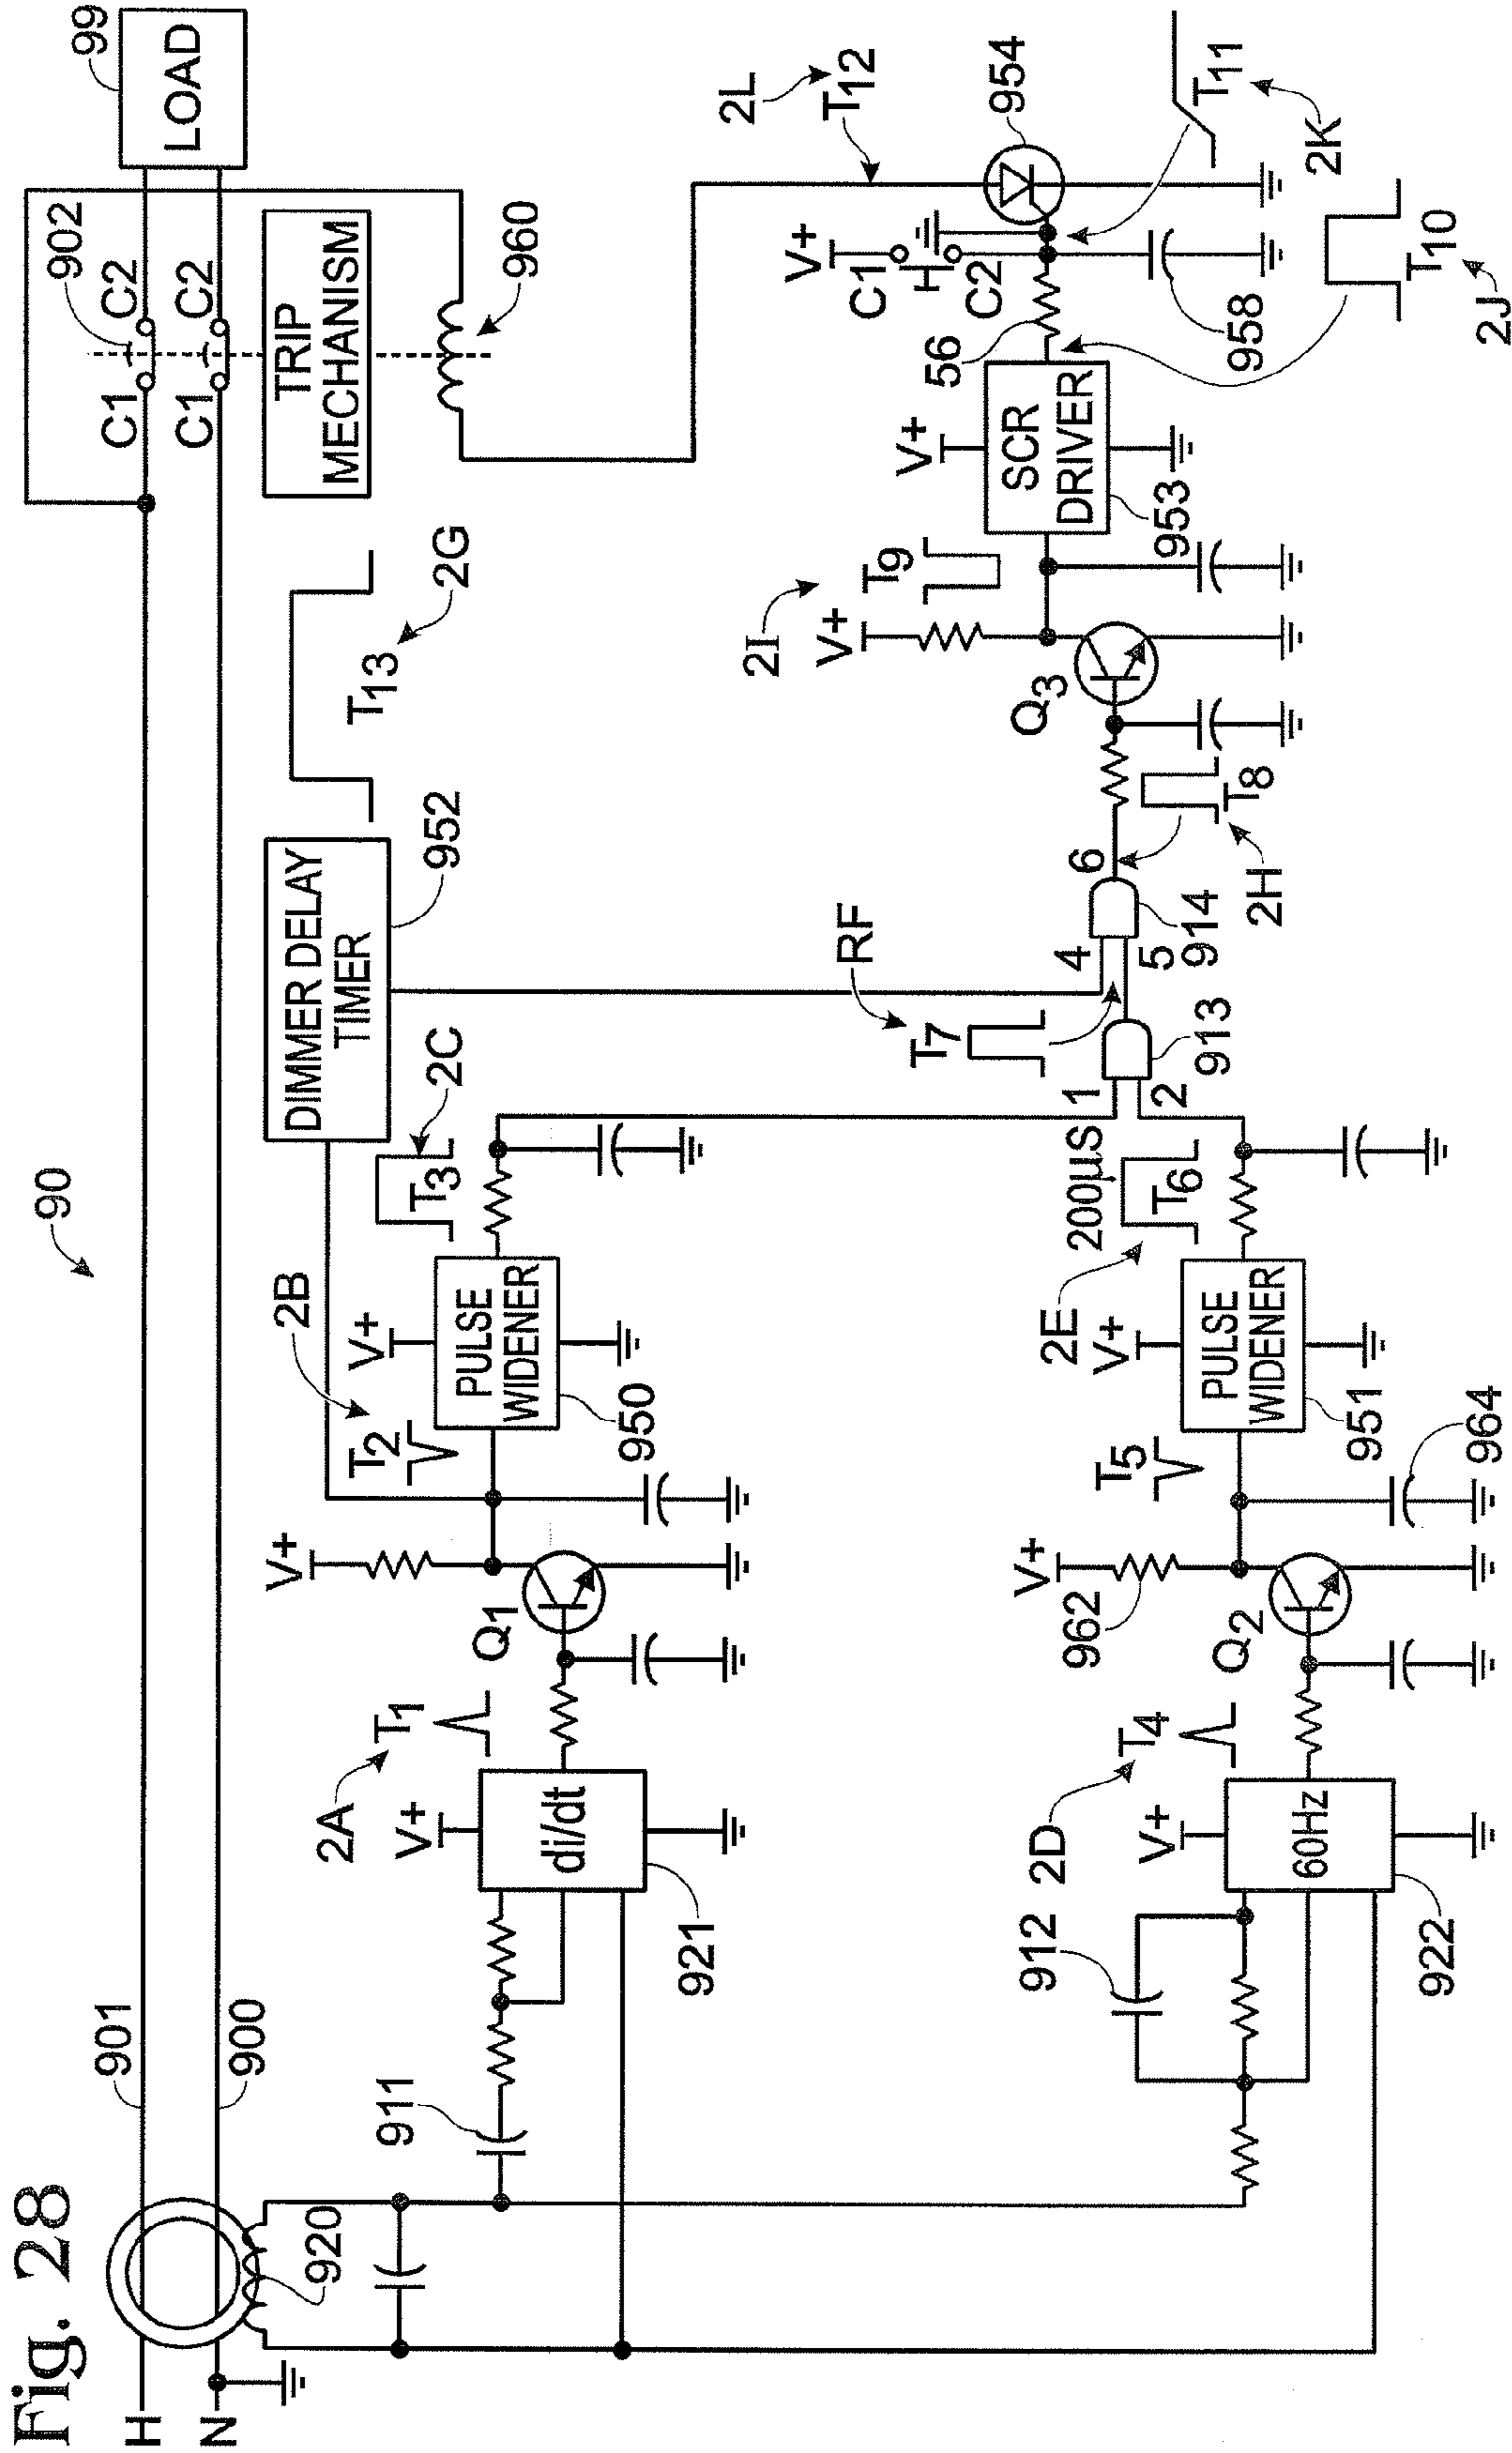 Fig. 28
90
H
N
901
900
920
902
C1
C2
C1
C2
LOAD
99
TRIP
MECHANISM
960
DIMMER DELAY
TIMER
952
T13
2G
911
di/dt
921
V+
2A
T1
Q1
V+
T2
2B
V+
PULSE
WIDENER
950
T3
2C
912
60Hz
922
V+
2D
T4
Q2
V+
962
964
T5
V+
PULSE
WIDENER
951
2E
200µS
T6
1
2
913
T7
RF
4
5
6
914
T8
2H
Q3
V+
2I
T9
V+
SCR
DRIVER
953
56
V+
C1
C2
958
954
2L
T12
T11
2K
T10
2J